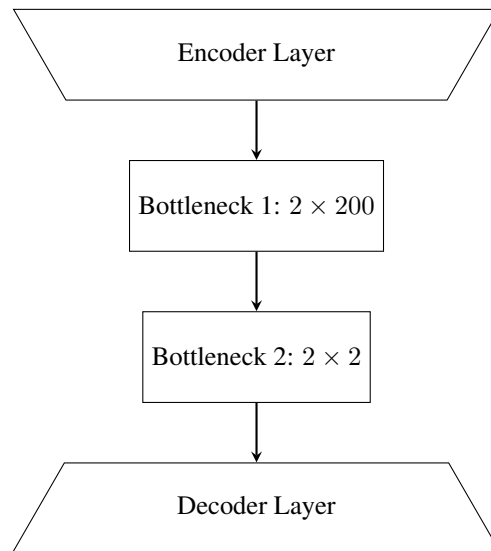 Encoder Layer
Bottleneck 1: 2 × 200
Bottleneck 2: 2 × 2
Decoder Layer